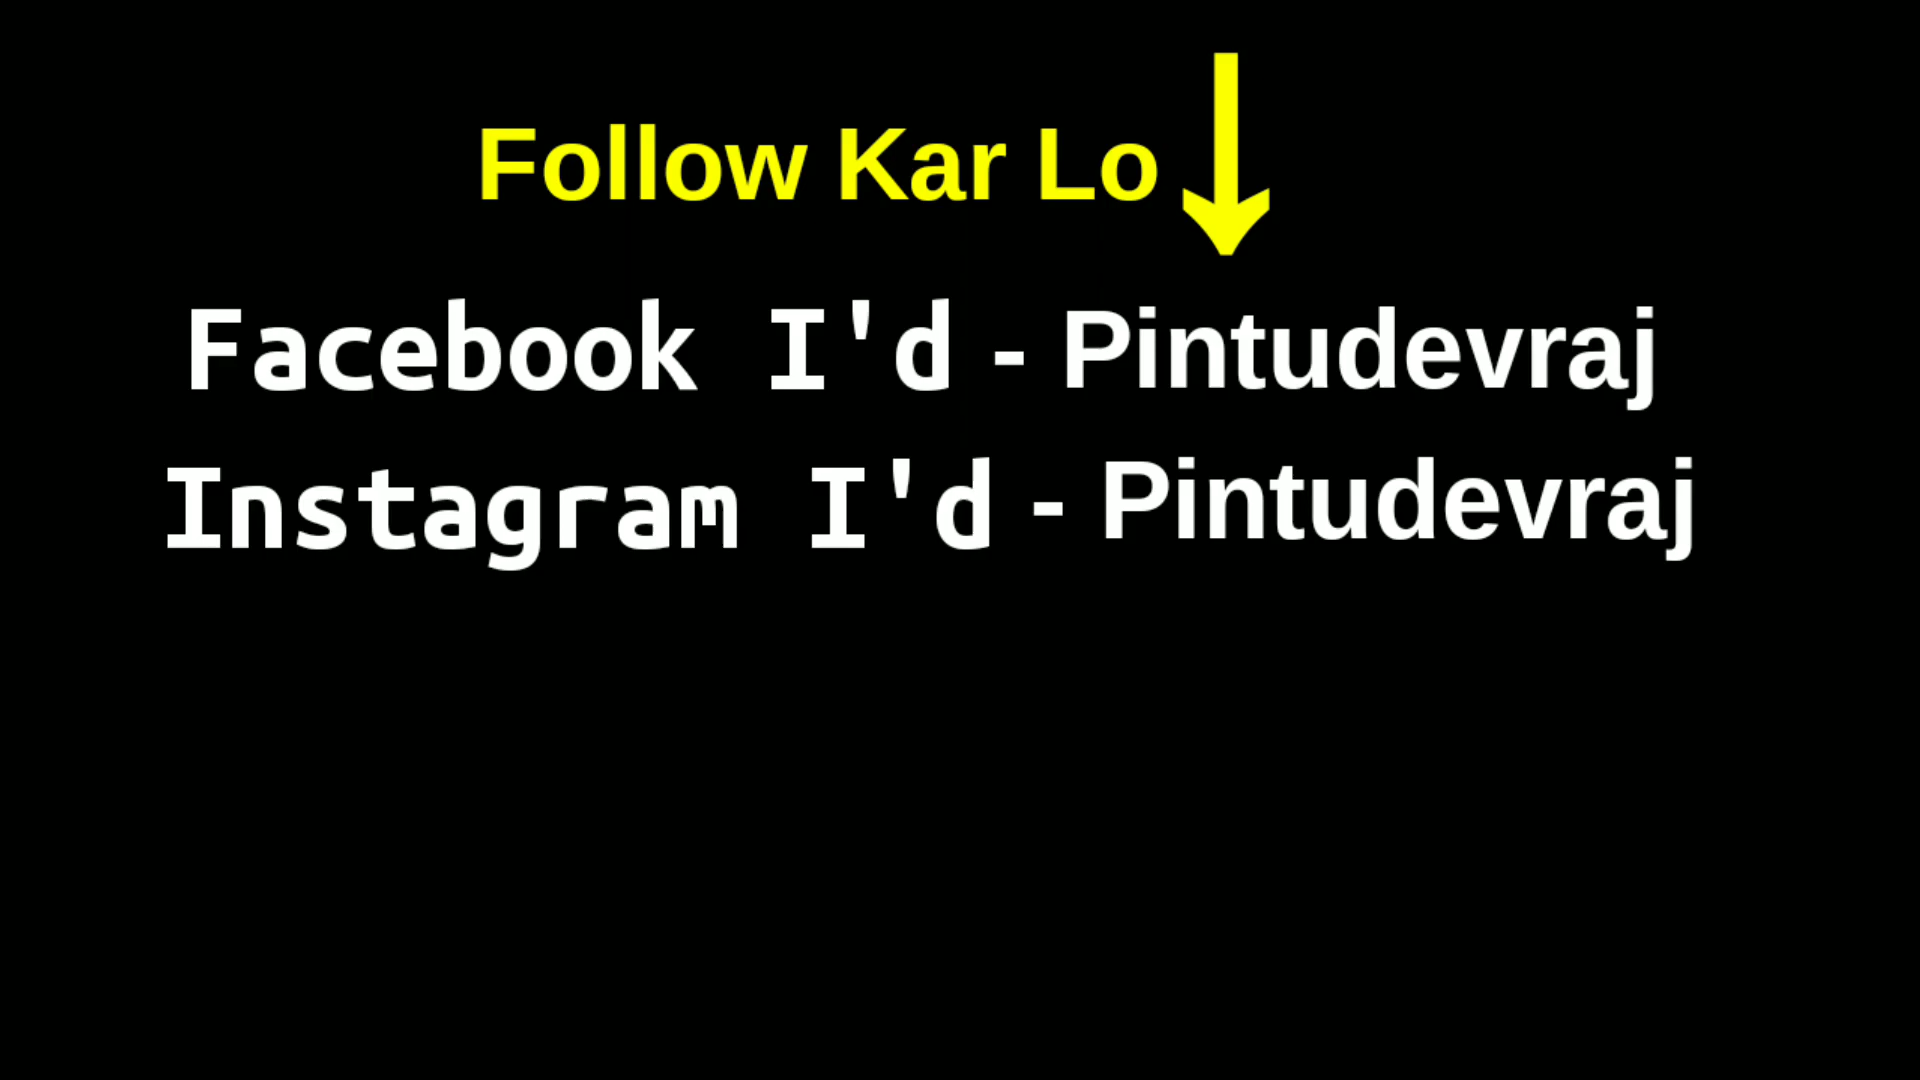 Follow Kar Lo ↓
Facebook I'd - Pintudevraj
Instagram I'd - Pintudevraj